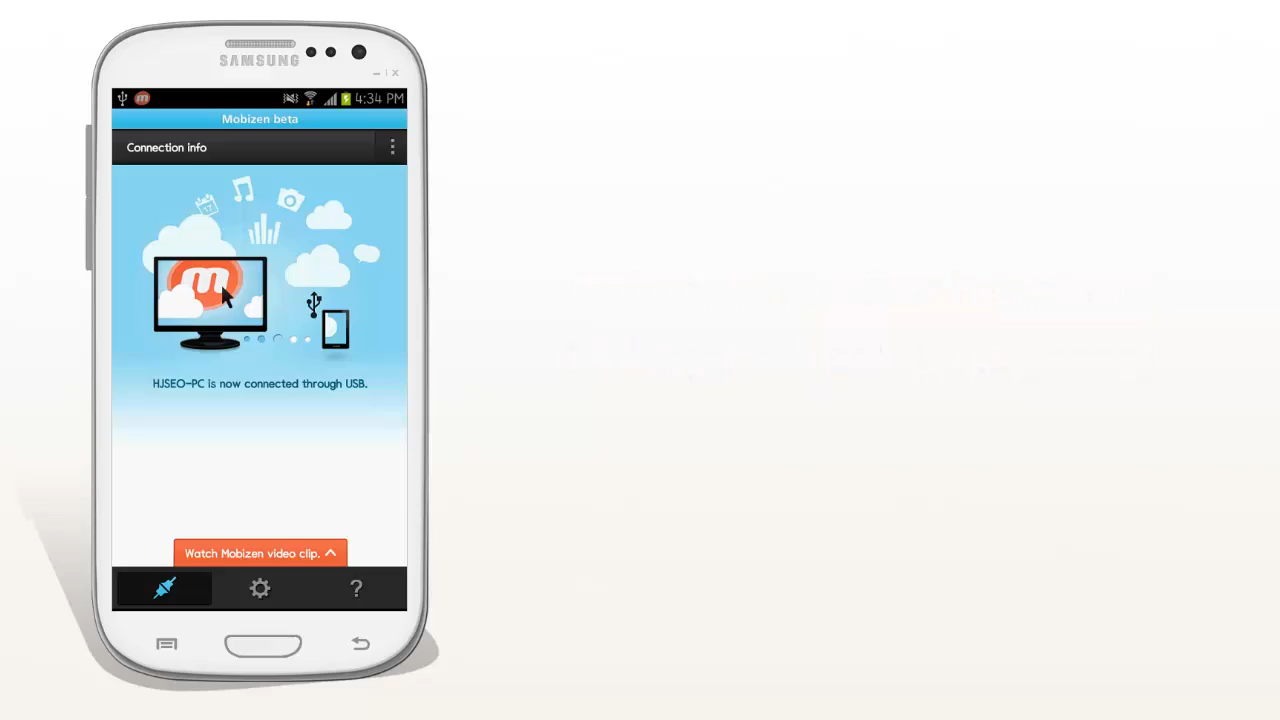 SAMSUNG
4:34 PM
Mobizen beta
Connection info
17
m
HJSEO-PC is now connected through USB.
Watch Mobizen video clip.
?